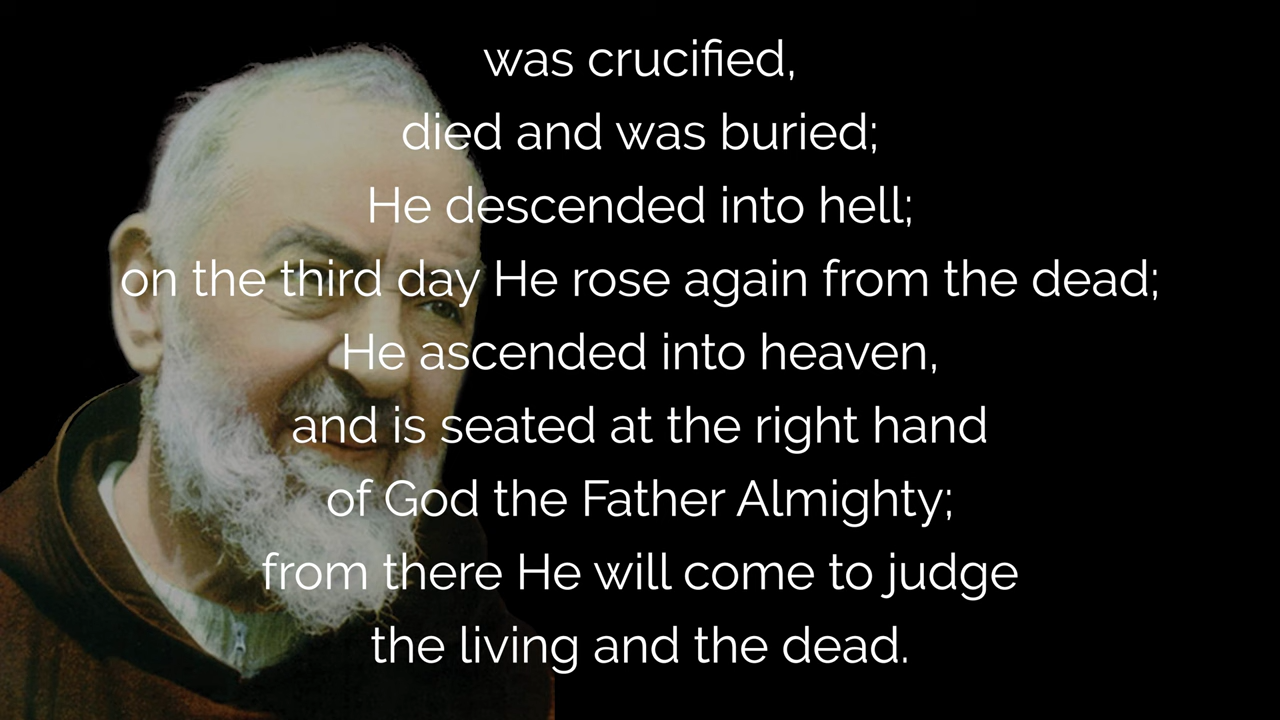 was crucified,
died and was buried;
He descended into hell;
on the third day He rose again from the dead;
He ascended into heaven,
and is seated at the right hand
of God the Father Almighty;
from there He will come to judge
the living and the dead.